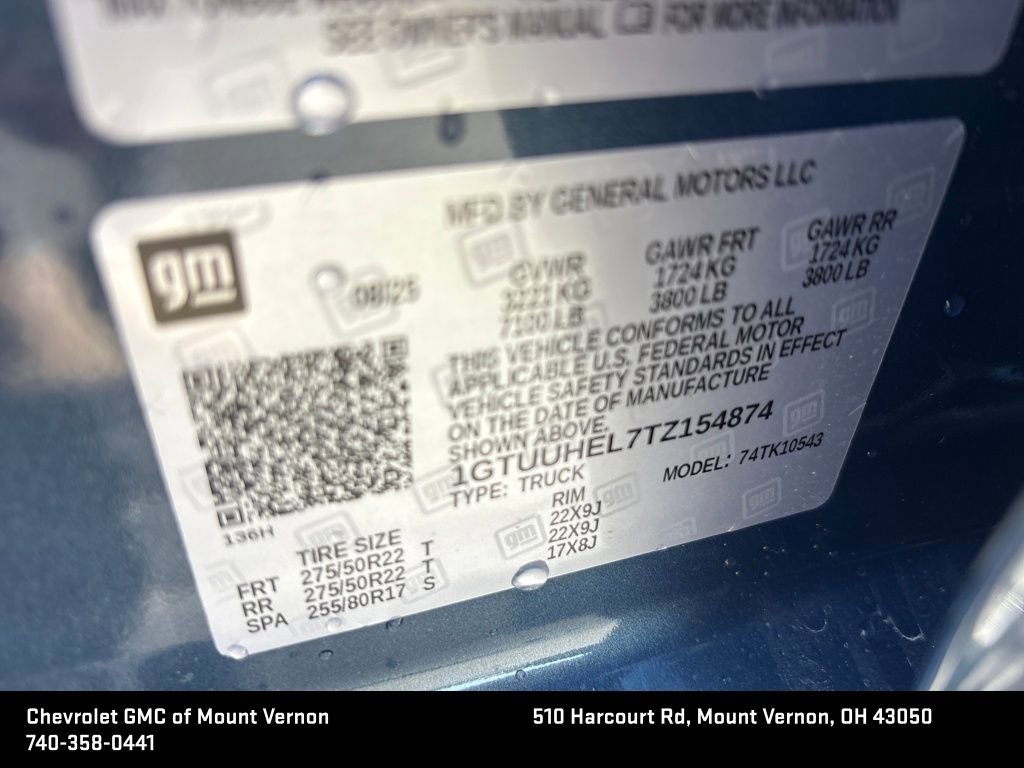 SEE OWNER'S MANUAL FOR MORE INFORMATION
MFD BY GENERAL MOTORS LLC
gm
08/25
GVWR
3221 KG
7100 LB
GAWR FRT
1724 KG
3800 LB
GAWR RR
1724 KG
3800 LB
THIS VEHICLE CONFORMS TO ALL
APPLICABLE U.S. FEDERAL MOTOR
VEHICLE SAFETY STANDARDS IN EFFECT
ON THE DATE OF MANUFACTURE
SHOWN ABOVE.
1GTUUHEL7TZ154874
TYPE: TRUCK
MODEL: 74TK10543
136H
TIRE SIZE
RIM
FRT 275/50R22 T 22X9J
RR 275/50R22 T 22X9J
SPA 255/80R17 S 17X8J
Chevrolet GMC of Mount Vernon
740-358-0441
510 Harcourt Rd, Mount Vernon, OH 43050